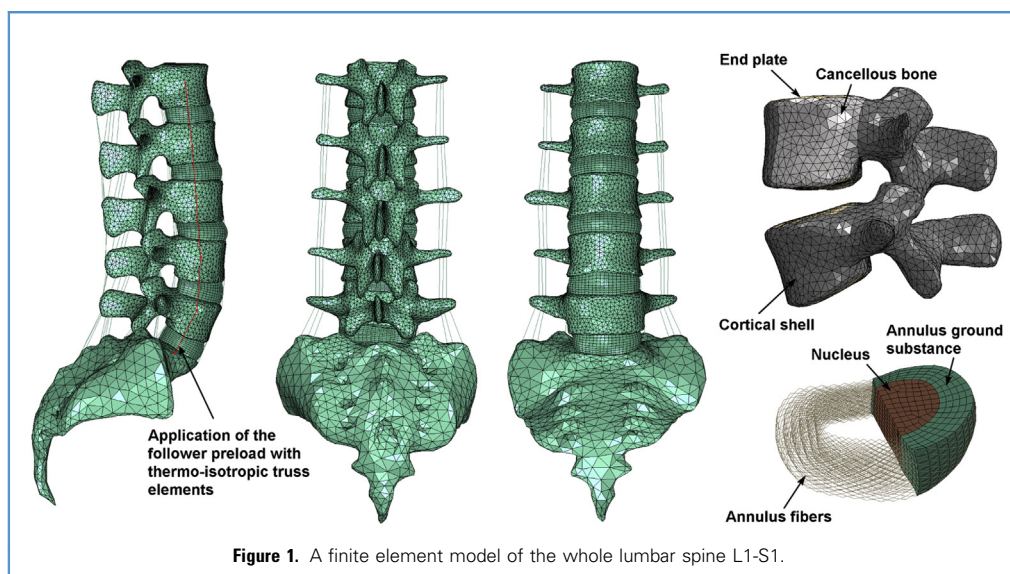 End plate
Cancellous bone
Cortical shell
Annulus ground
substance
Nucleus
Application of the
follower preload with
thermo-isotropic truss
elements
Annulus fibers
Figure 1. A finite element model of the whole lumbar spine L1-S1.